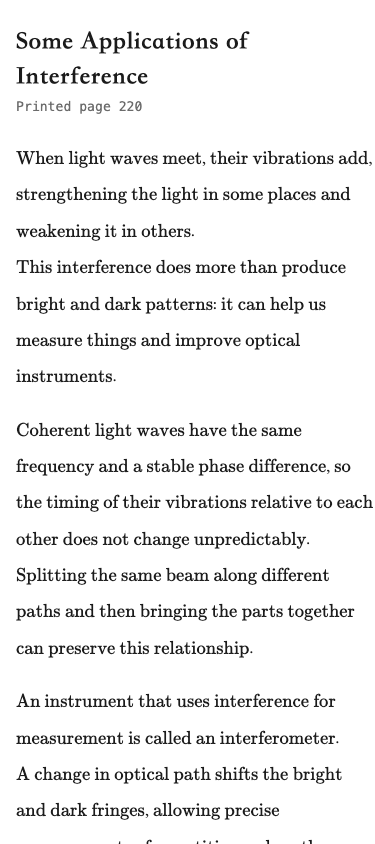 Some Applications of
Interference
Printed page 220
When light waves meet, their vibrations add,
strengthening the light in some places and
weakening it in others.
This interference does more than produce
bright and dark patterns: it can help us
measure things and improve optical
instruments.
Coherent light waves have the same
frequency and a stable phase difference, so
the timing of their vibrations relative to each
other does not change unpredictably.
Splitting the same beam along different
paths and then bringing the parts together
can preserve this relationship.
An instrument that uses interference for
measurement is called an interferometer.
A change in optical path shifts the bright
and dark fringes, allowing precise